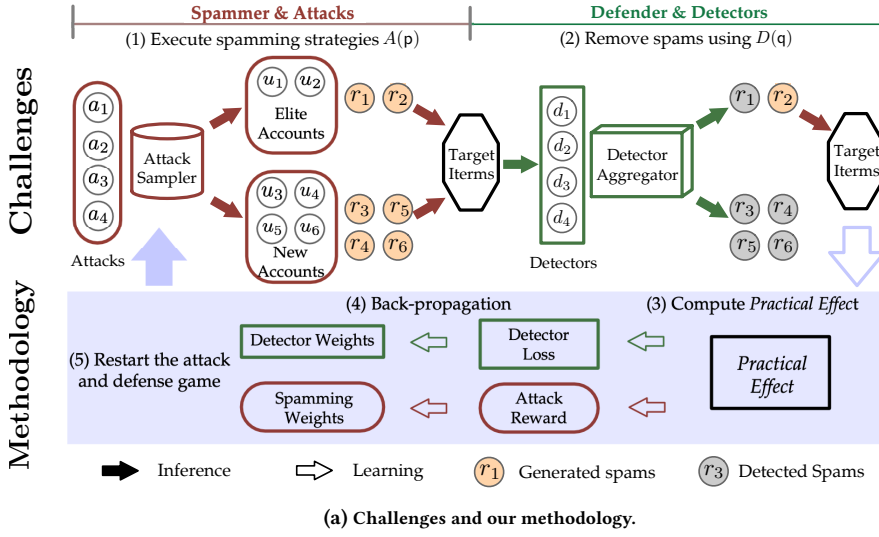 Spammer & Attacks
Defender & Detectors
(1) Execute spamming strategies A(p)
(2) Remove spams using D(q)
Challenges
a1
a2
a3
a4
Attacks
Attack
Sampler
u1 u2
Elite
Accounts
r1 r2
u3 u4
u5 u6
New
Accounts
r3 r5
r4 r6
Target
Iterms
d1
d2
d3
d4
Detectors
Detector
Aggregator
r1 r2
r3 r4
r5 r6
Target
Iterms
Methodology
(4) Back-propagation
(3) Compute Practical Effect
(5) Restart the attack
and defense game
Detector Weights
Detector
Loss
Practical
Effect
Spamming
Weights
Attack
Reward
Inference
Learning
r1 Generated spams
r3 Detected Spams
(a) Challenges and our methodology.